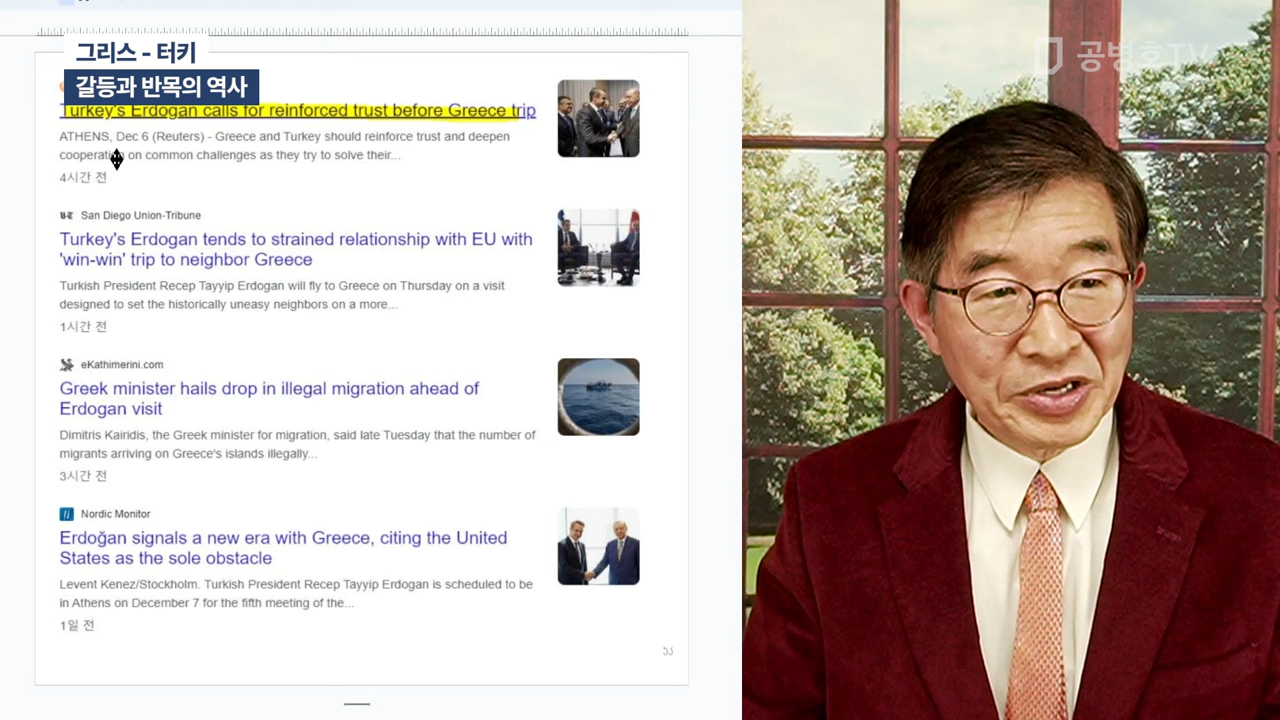 그리스 - 터키
갈등과 반목의 역사
Turkey's Erdogan calls for reinforced trust before Greece trip
ATHENS, Dec 6 (Reuters) - Greece and Turkey should reinforce trust and deepen
cooperation on common challenges as they try to solve their...
4시간 전
San Diego Union-Tribune
Turkey's Erdogan tends to strained relationship with EU with
'win-win' trip to neighbor Greece
Turkish President Recep Tayyip Erdogan will fly to Greece on Thursday on a visit
designed to set the historically uneasy neighbors on a more...
1시간 전
eKathimerini.com
Greek minister hails drop in illegal migration ahead of
Erdogan visit
Dimitris Kairidis, the Greek minister for migration, said late Tuesday that the number of
migrants arriving on Greece's islands illegally...
3시간 전
Nordic Monitor
Erdoğan signals a new era with Greece, citing the United
States as the sole obstacle
Levent Kenez/Stockholm. Turkish President Recep Tayyip Erdogan is scheduled to be
in Athens on December 7 for the fifth meeting of the...
1일 전
공병호TV